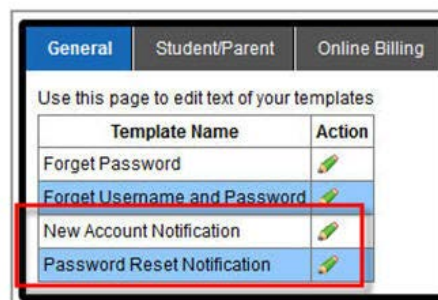 General Student/Parent Online Billing
Use this page to edit text of your templates
Template Name Action
Forget Password
Forget Username and Password
New Account Notification
Password Reset Notification